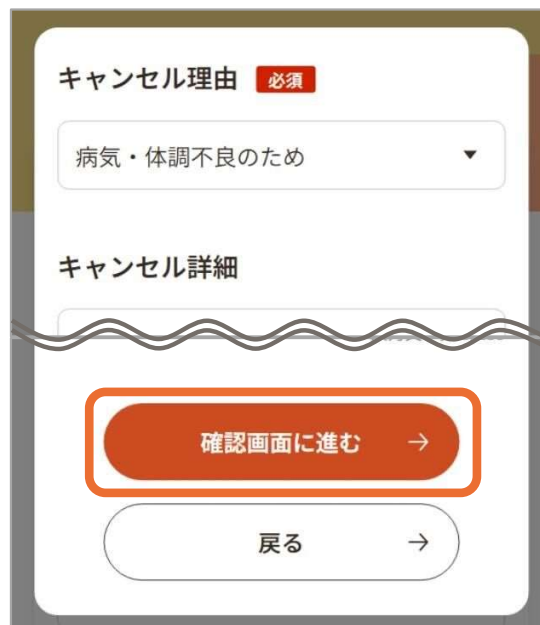 キャンセル理由 必須
病気・体調不良のため
キャンセル詳細
確認画面に進む
戻る